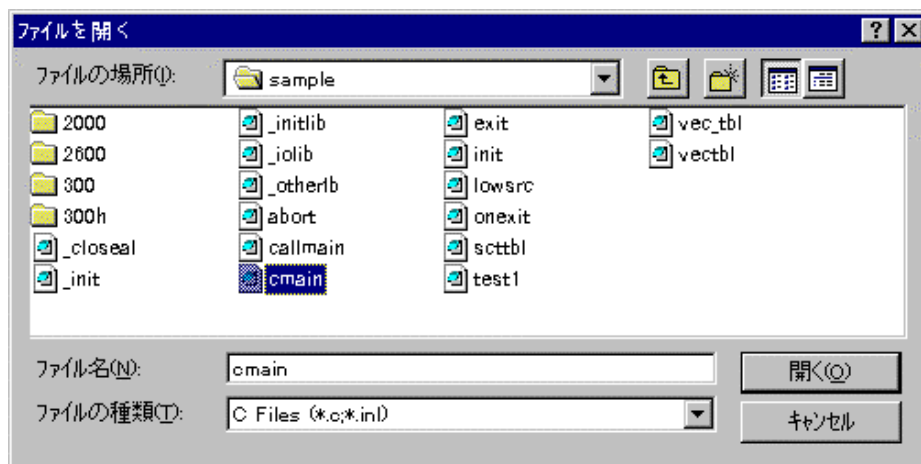 ファイルを開く
ファイルの場所(I): sample
2000 _initlib exit vec_tbl
2600 _iolib init vectbl
300 _otherlb lowsrc
300h abort onexit
_closeal callmain scttbl
_init cmain test1
ファイル名(N): cmain 開く(O)
ファイルの種類(T): C Files (*.c;*.inl) キャンセル